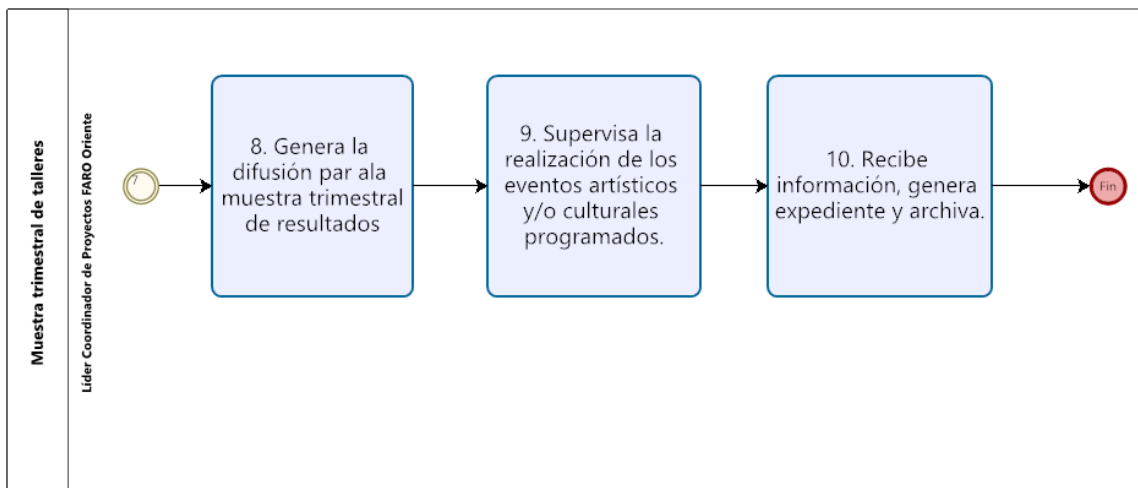 Muestra trimestral de talleres
Líder Coordinador de Proyectos FARO Oriente
7
8. Genera la
difusión par ala
muestra trimestral
de resultados
9. Supervisa la
realización de los
eventos artísticos
y/o culturales
programados.
10. Recibe
información, genera
expediente y archiva.
Fin